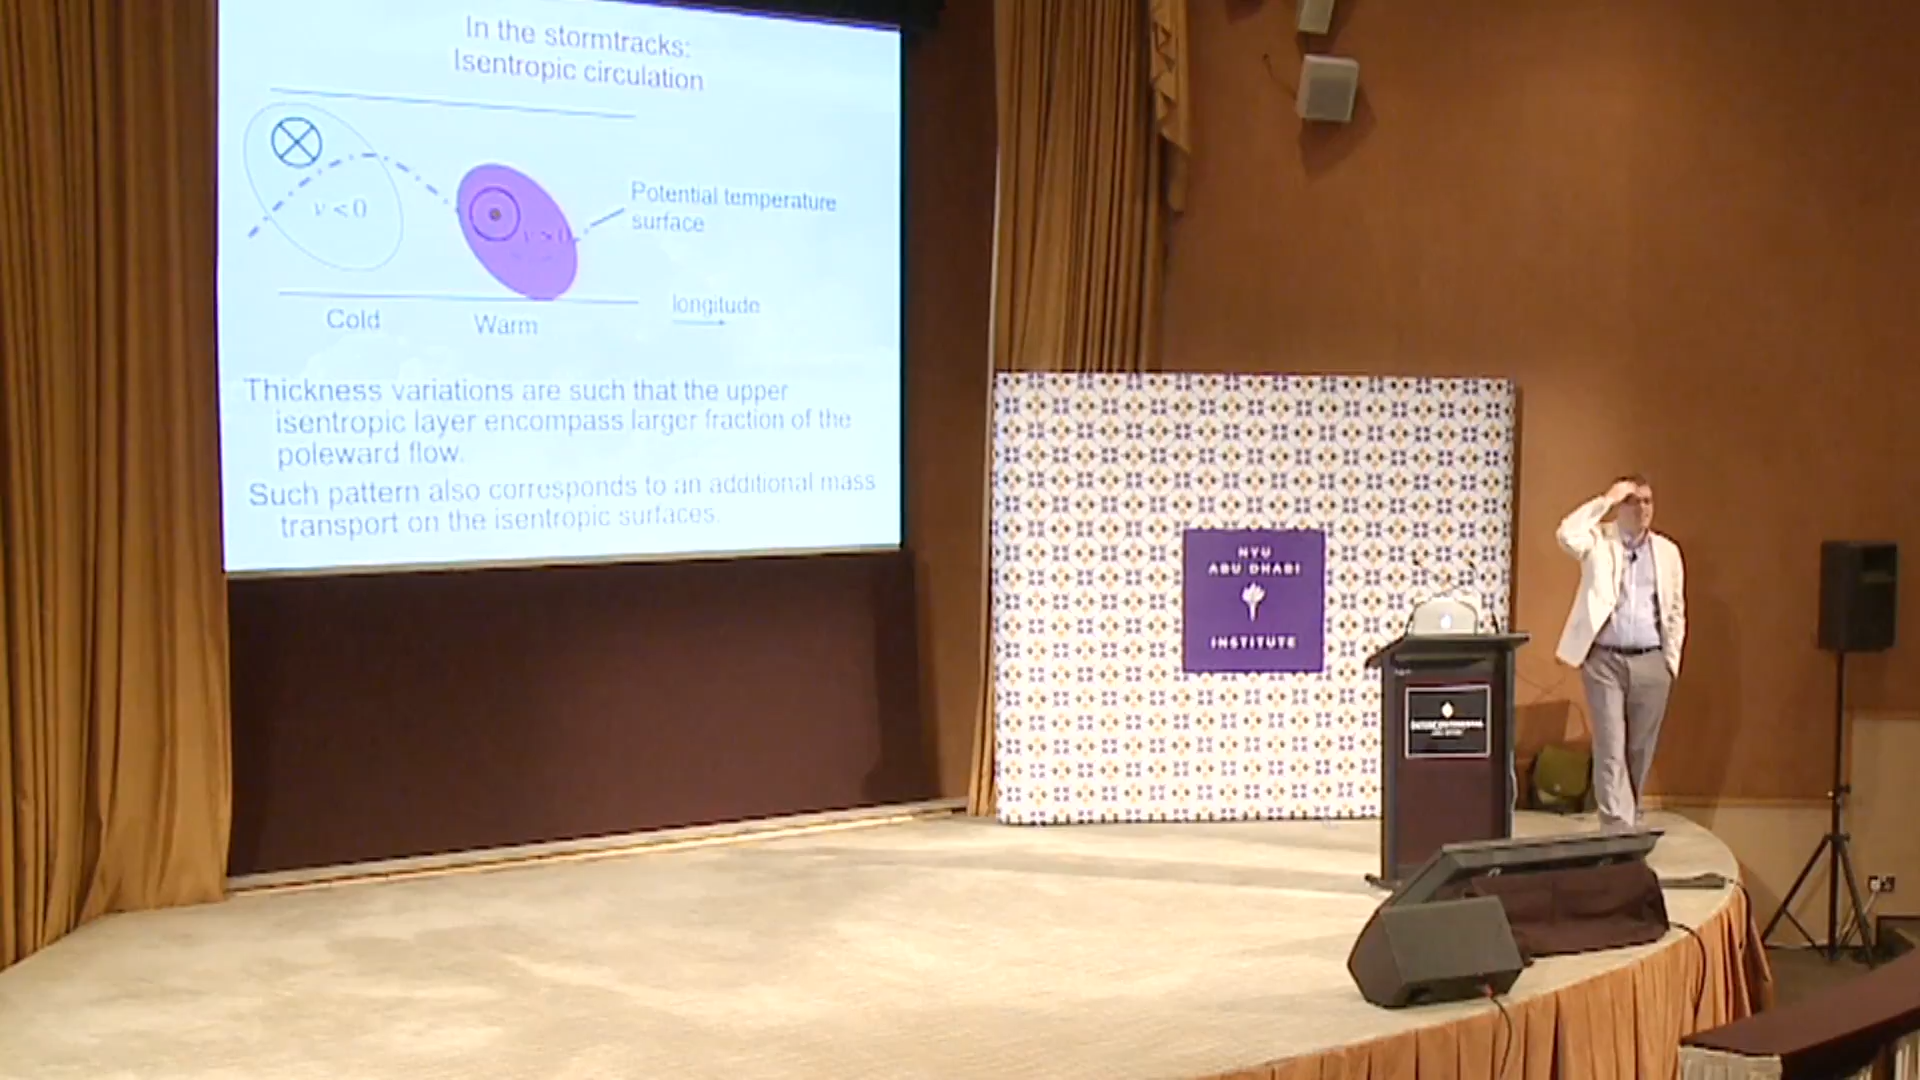 In the stormtracks:
Isentropic circulation
v < 0
v > 0
Potential temperature
surface
longitude
Cold
Warm
Thickness variations are such that the upper
isentropic layer encompass larger fraction of the
poleward flow.
Such pattern also corresponds to an additional mass
transport on the isentropic surfaces.
NYU
ABU DHABI
INSTITUTE